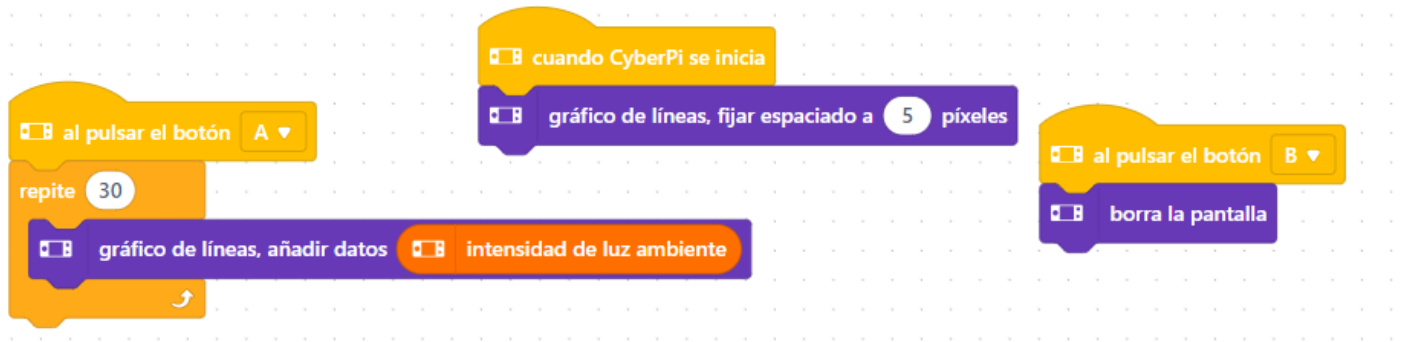 al pulsar el botón A
repite 30
gráfico de líneas, añadir datos intensidad de luz ambiente
cuando CyberPi se inicia
gráfico de líneas, fijar espaciado a 5 píxeles
al pulsar el botón B
borra la pantalla